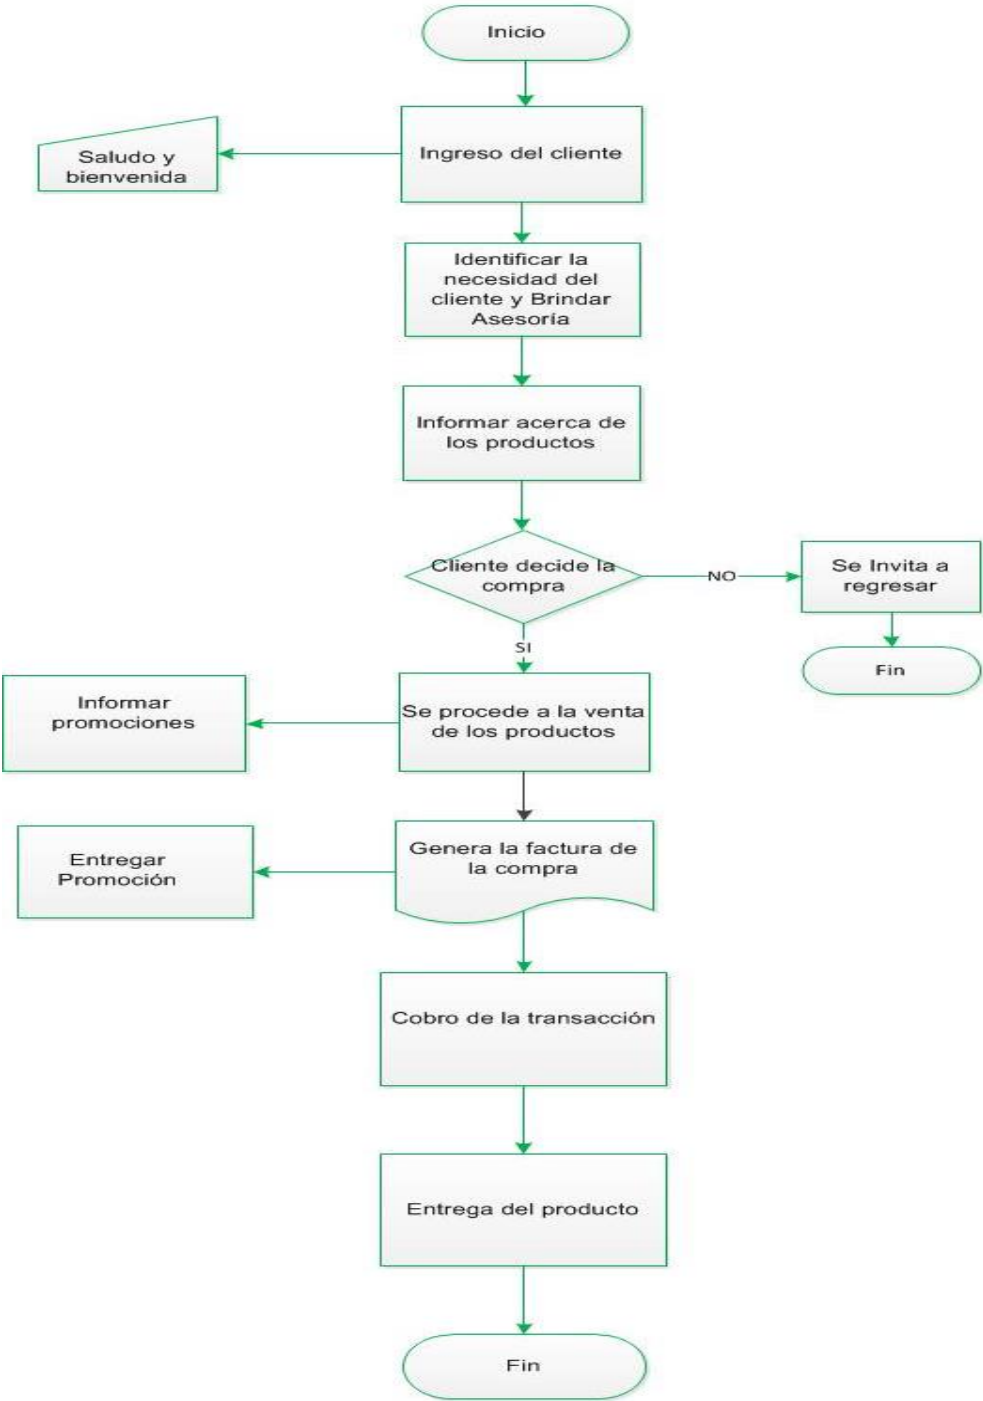 Inicio
Ingreso del cliente
Saludo y
bienvenida
Identificar la
necesidad del
cliente y Brindar
Asesoría
Informar acerca de
los productos
Cliente decide la
compra
NO
Se Invita a
regresar
Fin
SI
Se procede a la venta
de los productos
Informar
promociones
Genera la factura de
la compra
Entregar
Promoción
Cobro de la transacción
Entrega del producto
Fin